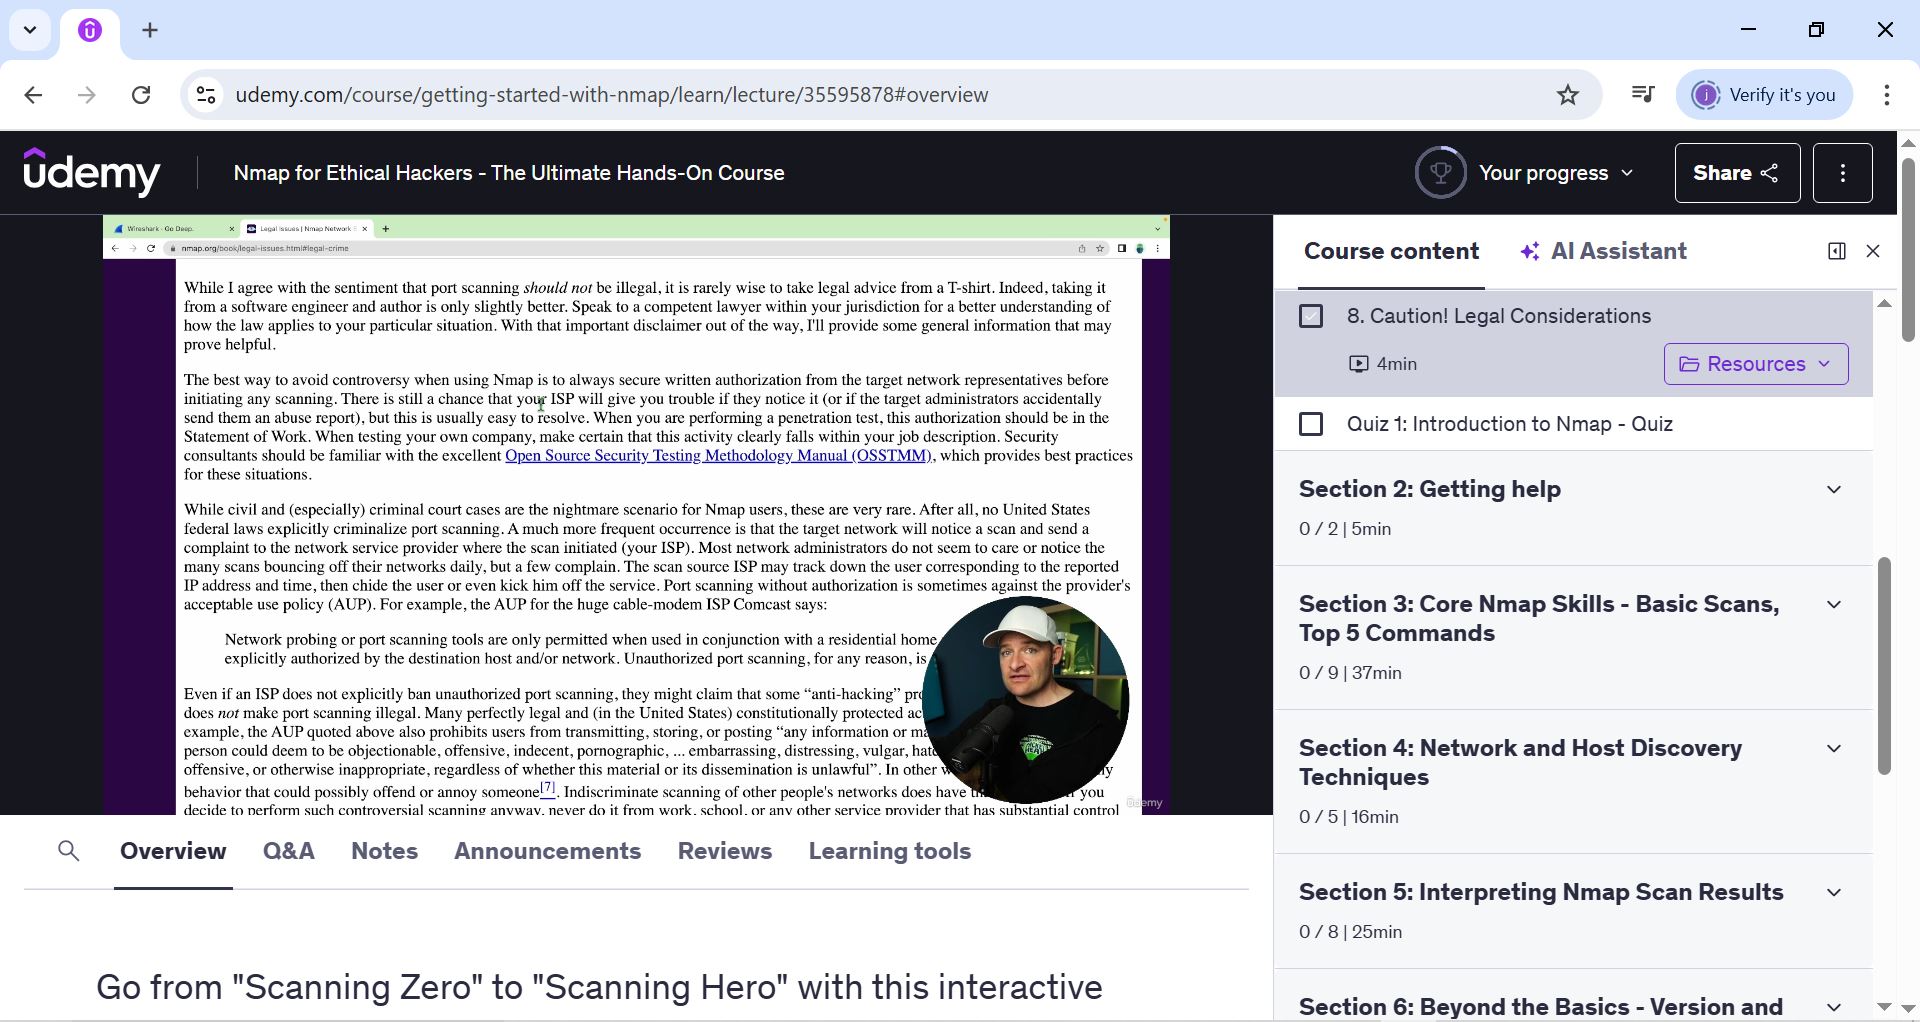 udemy.com/course/getting-started-with-nmap/learn/lecture/35595878#overview
j
Verify it's you
udemy
Nmap for Ethical Hackers - The Ultimate Hands-On Course
Your progress
Share
Wireshark · Go Deep.
Legal Issues | Nmap Network
nmap.org/book/legal-issues.html#legal-crime
While I agree with the sentiment that port scanning should not be illegal, it is rarely wise to take legal advice from a T-shirt. Indeed, taking it
from a software engineer and author is only slightly better. Speak to a competent lawyer within your jurisdiction for a better understanding of
how the law applies to your particular situation. With that important disclaimer out of the way, I'll provide some general information that may
prove helpful.
The best way to avoid controversy when using Nmap is to always secure written authorization from the target network representatives before
initiating any scanning. There is still a chance that your ISP will give you trouble if they notice it (or if the target administrators accidentally
send them an abuse report), but this is usually easy to resolve. When you are performing a penetration test, this authorization should be in the
Statement of Work. When testing your own company, make certain that this activity clearly falls within your job description. Security
consultants should be familiar with the excellent Open Source Security Testing Methodology Manual (OSSTMM), which provides best practices
for these situations.
While civil and (especially) criminal court cases are the nightmare scenario for Nmap users, these are very rare. After all, no United States
federal laws explicitly criminalize port scanning. A much more frequent occurrence is that the target network will notice a scan and send a
complaint to the network service provider where the scan initiated (your ISP). Most network administrators do not seem to care or notice the
many scans bouncing off their networks daily, but a few complain. The scan source ISP may track down the user corresponding to the reported
IP address and time, then chide the user or even kick him off the service. Port scanning without authorization is sometimes against the provider's
acceptable use policy (AUP). For example, the AUP for the huge cable-modem ISP Comcast says:
Network probing or port scanning tools are only permitted when used in conjunction with a residential home
explicitly authorized by the destination host and/or network. Unauthorized port scanning, for any reason, is
Even if an ISP does not explicitly ban unauthorized port scanning, they might claim that some “anti-hacking”
does not make port scanning illegal. Many perfectly legal and (in the United States) constitutionally protected
example, the AUP quoted above also prohibits users from transmitting, storing, or posting “any information or
person could deem to be objectionable, offensive, indecent, pornographic, ... embarrassing, distressing, vulgar,
offensive, or otherwise inappropriate, regardless of whether this material or its dissemination is unlawful”. In other
behavior that could possibly offend or annoy someone[7]. Indiscriminate scanning of other people's networks does have you
decide to perform such controversial scanning anyway, never do it from work, school, or any other service provider that has substantial control
udemy
Course content
AI Assistant
8. Caution! Legal Considerations
4min
Resources
Quiz 1: Introduction to Nmap - Quiz
Section 2: Getting help
0 / 2 | 5min
Section 3: Core Nmap Skills - Basic Scans,
Top 5 Commands
0 / 9 | 37min
Section 4: Network and Host Discovery
Techniques
0 / 5 | 16min
Section 5: Interpreting Nmap Scan Results
0 / 8 | 25min
Section 6: Beyond the Basics - Version and
Overview
Q&A
Notes
Announcements
Reviews
Learning tools
Go from "Scanning Zero" to "Scanning Hero" with this interactive